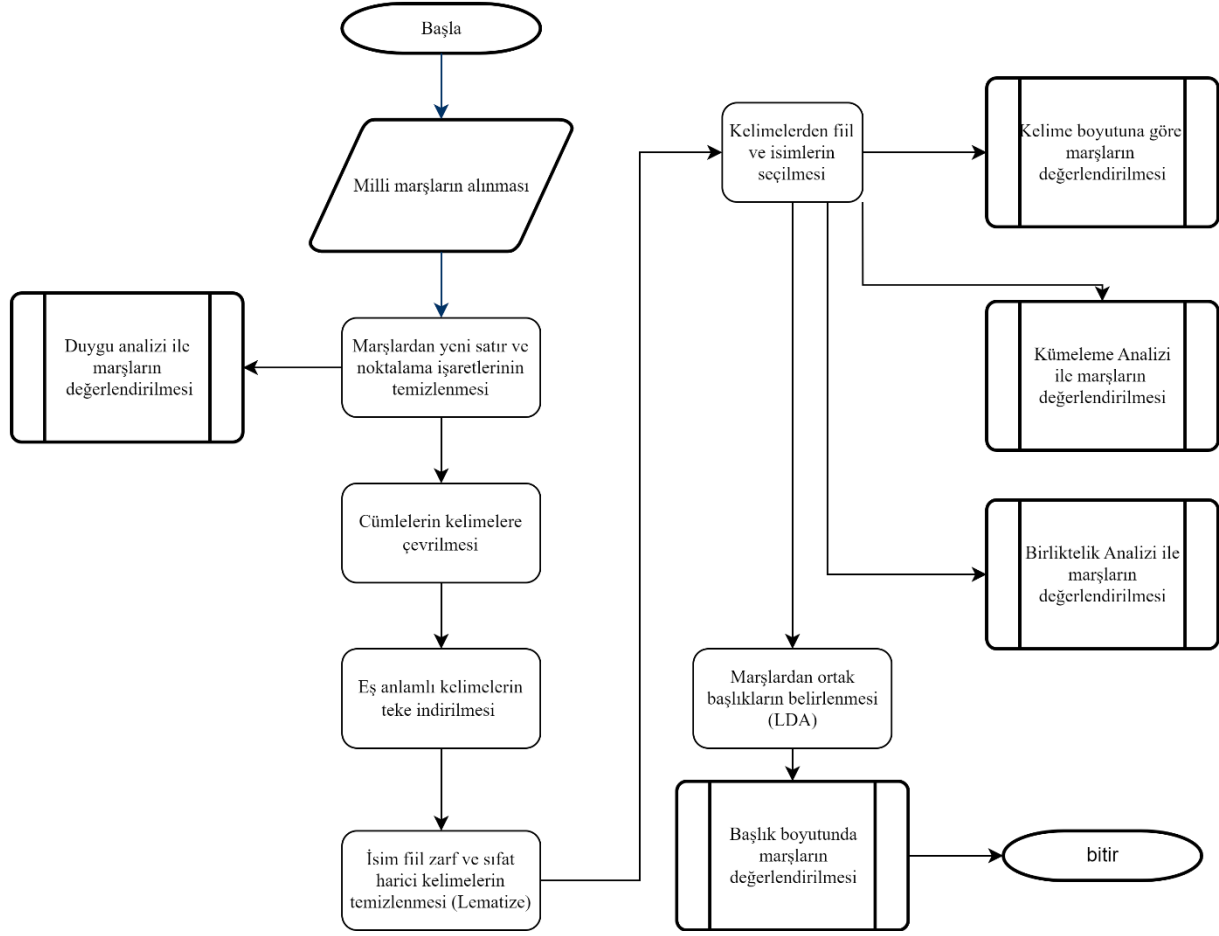 Başla
Milli marşların alınması
Marşlardan yeni satır ve
noktalama işaretlerinin
temizlenmesi
Duygu analizi ile
marşların
değerlendirilmesi
Cümlelerin kelimelere
çevrilmesi
Eş anlamlı kelimelerin
teke indirilmesi
İsim fiil zarf ve sıfat
harici kelimelerin
temizlenmesi (Lematize)
Kelimelerden fiil
ve isimlerin
seçilmesi
Kelime boyutuna göre
marşların
değerlendirilmesi
Kümeleme Analizi
ile marşların
değerlendirilmesi
Birliktelik Analizi ile
marşların
değerlendirilmesi
Marşlardan ortak
başlıkların belirlenmesi
(LDA)
Başlık boyutunda
marşların
değerlendirilmesi
bitir